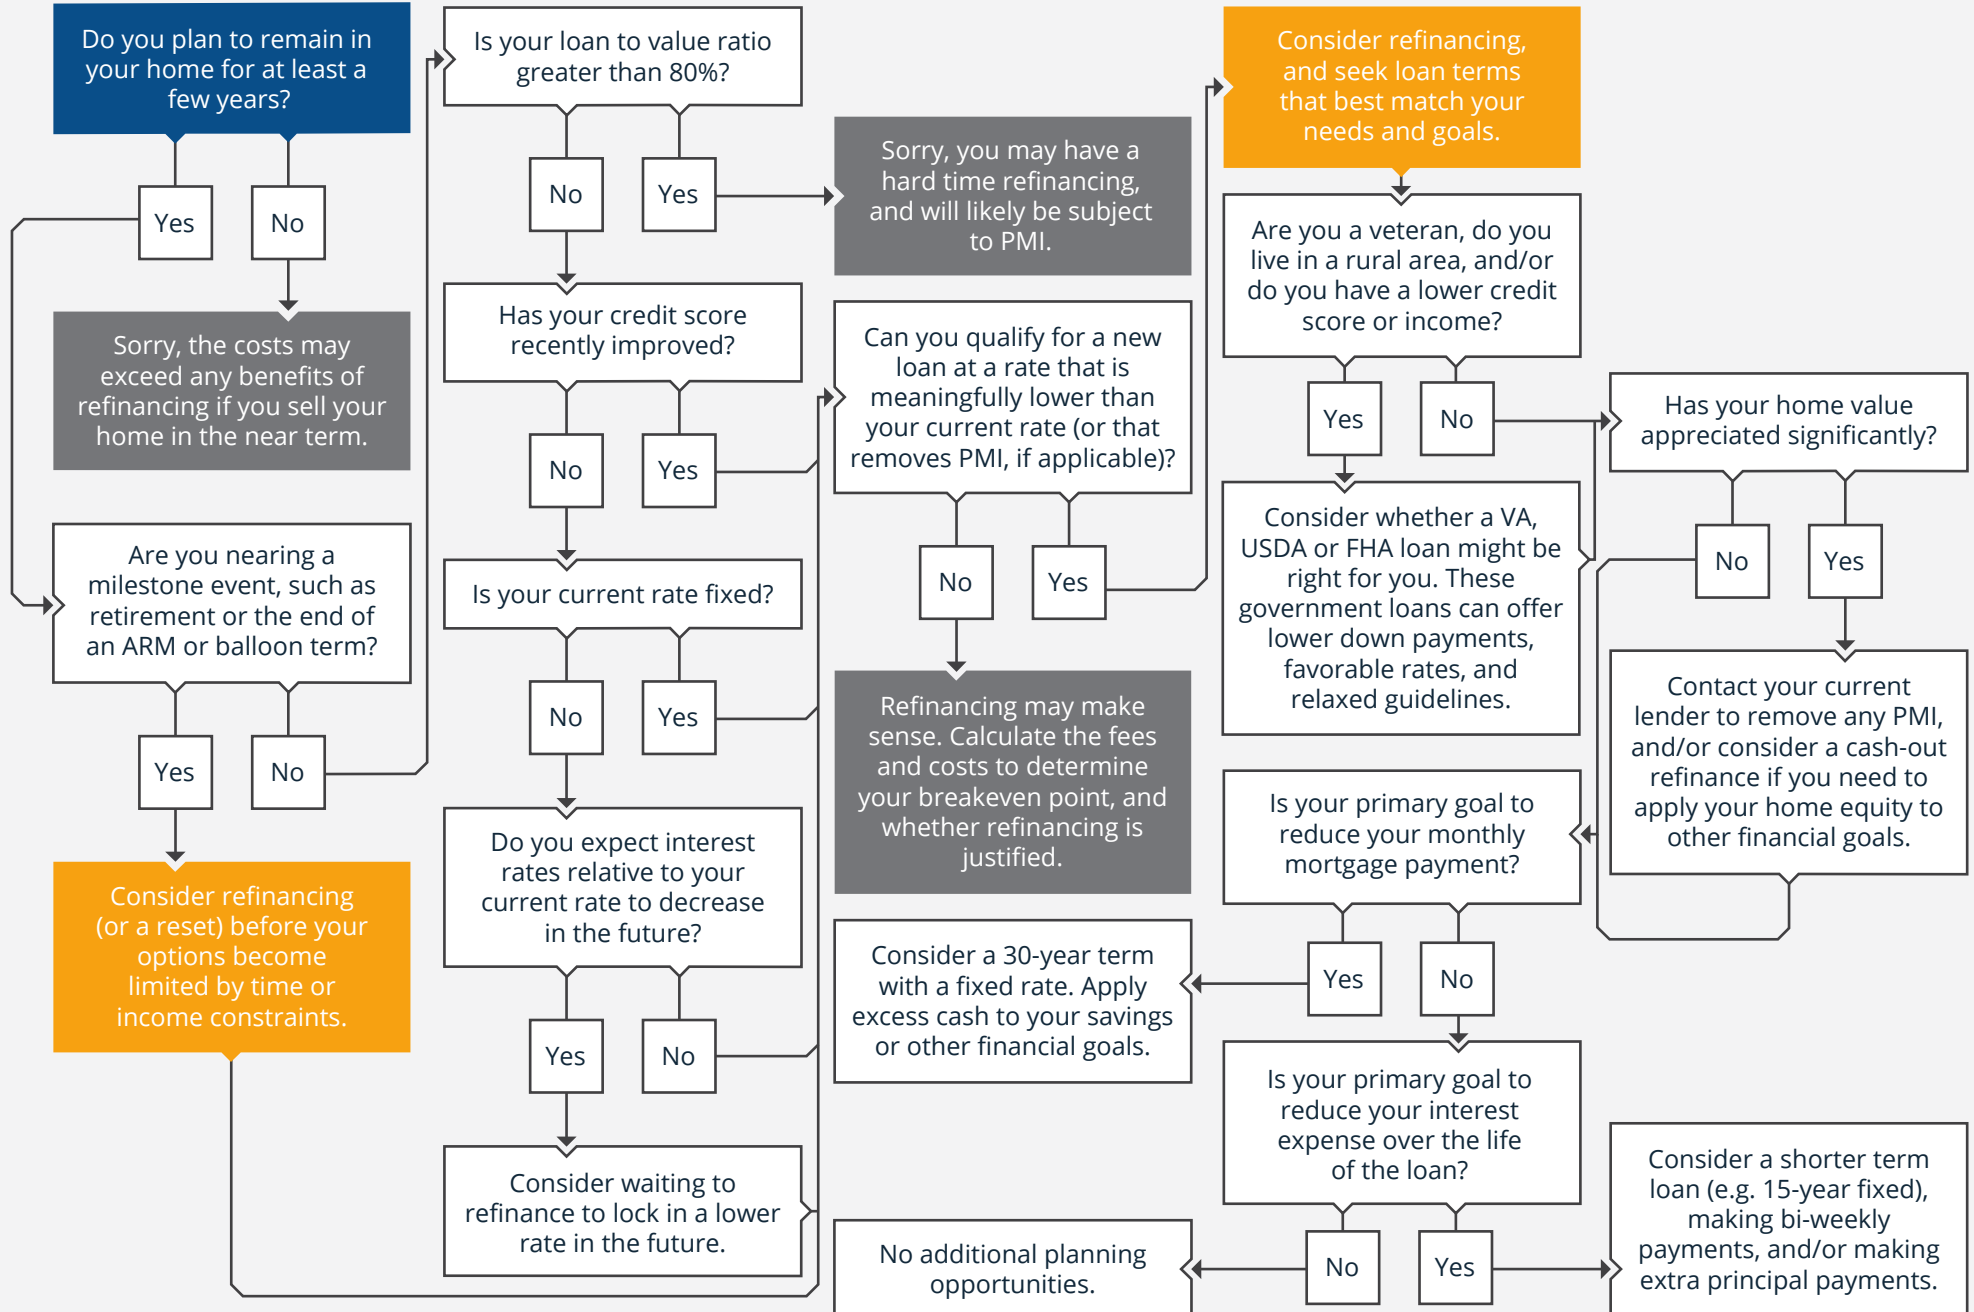 Do you plan to remain in
your home for at least a
few years?
Yes
No
Sorry, the costs may
exceed any benefits of
refinancing if you sell your
home in the near term.
Are you nearing a
milestone event, such as
retirement or the end of
an ARM or balloon term?
Yes
No
Consider refinancing
(or a reset) before your
options become
limited by time or
income constraints.
Is your loan to value ratio
greater than 80%?
No
Yes
Sorry, you may have a
hard time refinancing,
and will likely be subject
to PMI.
Has your credit score
recently improved?
No
Yes
Is your current rate fixed?
No
Yes
Do you expect interest
rates relative to your
current rate to decrease
in the future?
Yes
No
Consider waiting to
refinance to lock in a lower
rate in the future.
Can you qualify for a new
loan at a rate that is
meaningfully lower than
your current rate (or that
removes PMI, if applicable)?
No
Yes
Refinancing may make
sense. Calculate the fees
and costs to determine
your breakeven point, and
whether refinancing is
justified.
Consider refinancing,
and seek loan terms
that best match your
needs and goals.
Are you a veteran, do you
live in a rural area, and/or
do you have a lower credit
score or income?
Yes
No
Consider whether a VA,
USDA or FHA loan might be
right for you. These
government loans can offer
lower down payments,
favorable rates, and
relaxed guidelines.
Has your home value
appreciated significantly?
No
Yes
Contact your current
lender to remove any PMI,
and/or consider a cash-out
refinance if you need to
apply your home equity to
other financial goals.
Is your primary goal to
reduce your monthly
mortgage payment?
Yes
No
Consider a 30-year term
with a fixed rate. Apply
excess cash to your savings
or other financial goals.
Is your primary goal to
reduce your interest
expense over the life
of the loan?
No
Yes
No additional planning
opportunities.
Consider a shorter term
loan (e.g. 15-year fixed),
making bi-weekly
payments, and/or making
extra principal payments.